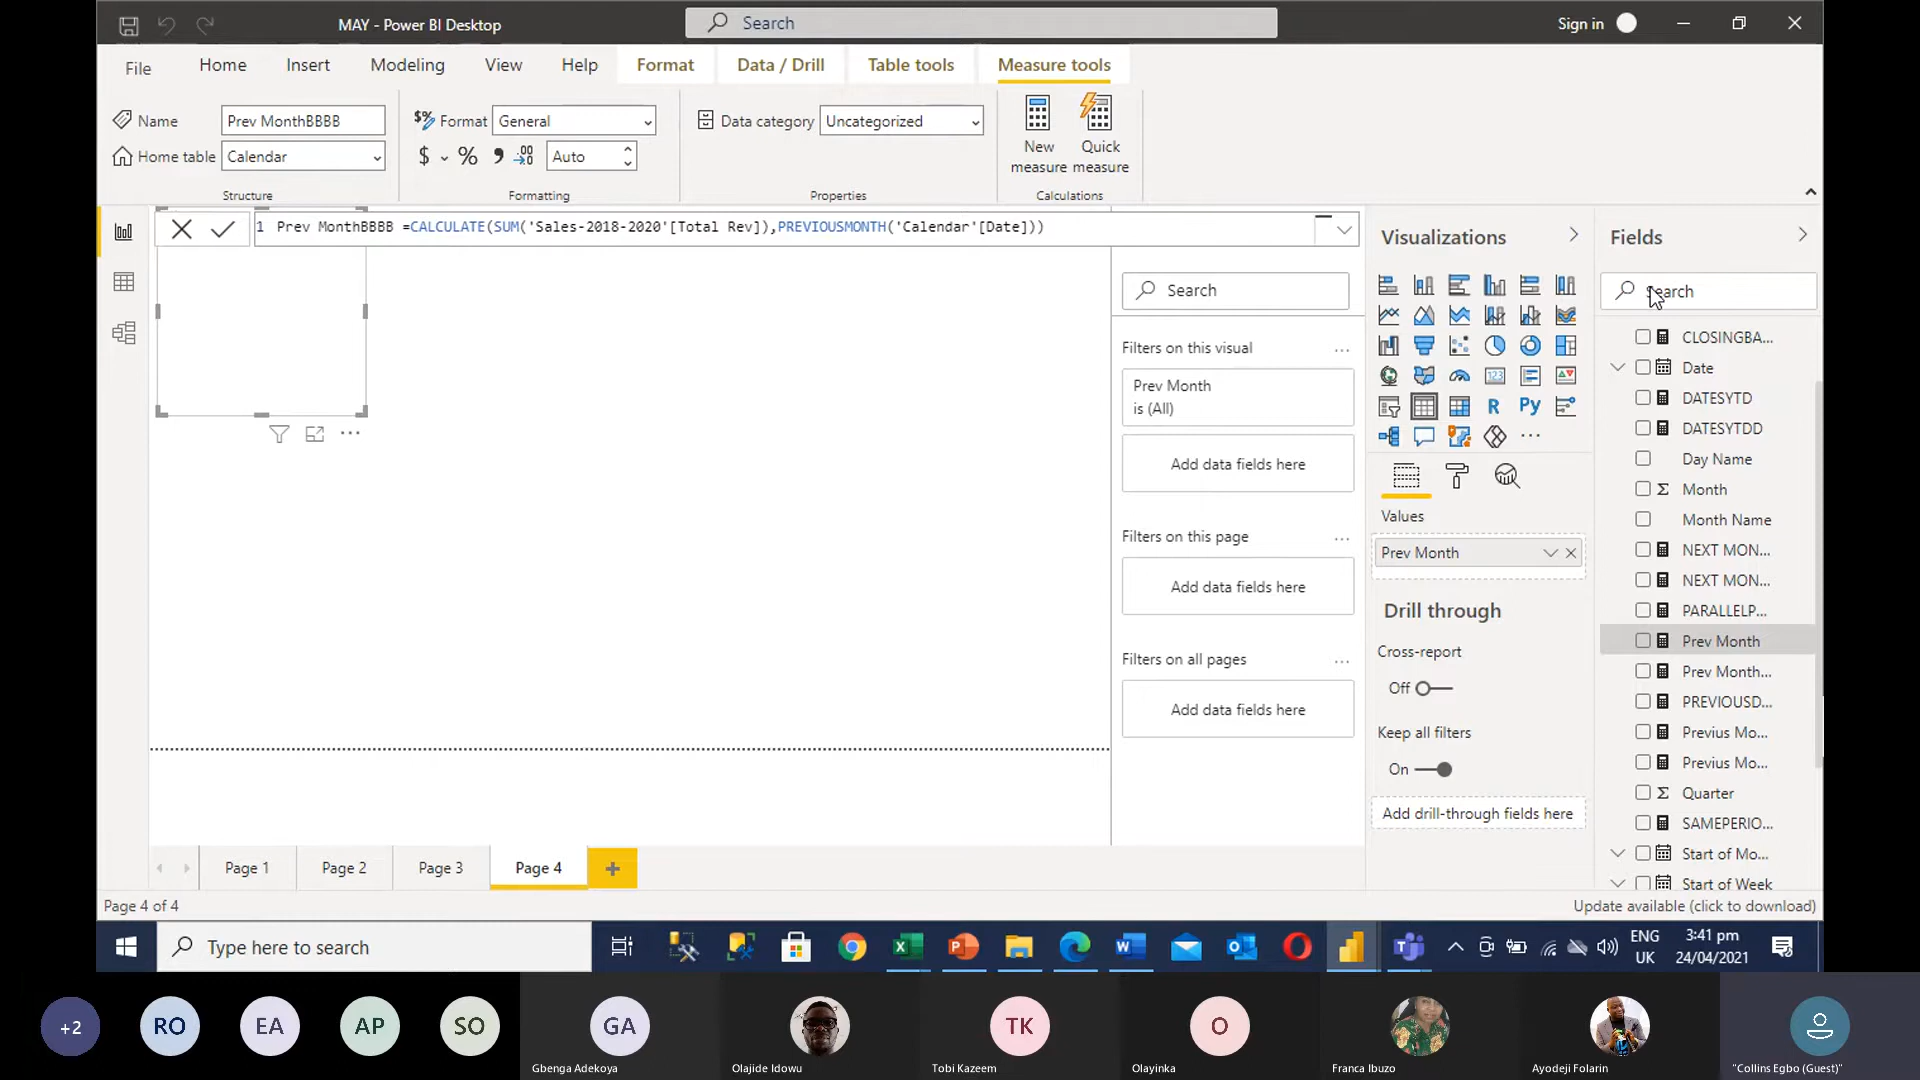 MAY - Power BI Desktop
Search
Sign in
File
Home
Insert
Modeling
View
Help
Format
Data / Drill
Table tools
Measure tools
Name
Prev MonthBBBB
Home table
Calendar
Structure
$% Format
General
$
%
Auto
Formatting
Data category
Uncategorized
Properties
New
measure
Quick
measure
Calculations
1 Prev MonthBBBB =CALCULATE(SUM('Sales-2018-2020'[Total Rev]),PREVIOUSMONTH('Calendar'[Date]))
Search
Filters on this visual
Prev Month
is (All)
Add data fields here
Filters on this page
Add data fields here
Filters on all pages
Add data fields here
Visualizations
R
Py
Values
Prev Month
Drill through
Cross-report
Off
Keep all filters
On
Add drill-through fields here
Fields
Search
CLOSINGBA...
Date
DATESYTD
DATESYTDD
Day Name
Month
Month Name
NEXT MON...
NEXT MON...
PARALLELP...
Prev Month
Prev Month...
PREVIOUSD...
Previus Mo...
Previus Mo...
Quarter
SAMEPERIO...
Start of Mo...
Start of Week
Page 1
Page 2
Page 3
Page 4
Page 4 of 4
Update available (click to download)
Type here to search
ENG
UK
3:41 pm
24/04/2021
+2
RO
EA
AP
SO
GA
Gbenga Adekoya
Olajide Idowu
TK
Tobi Kazeem
O
Olayinka
Franca Ibuzo
Ayodeji Folarin
"Collins Egbo (Guest)"